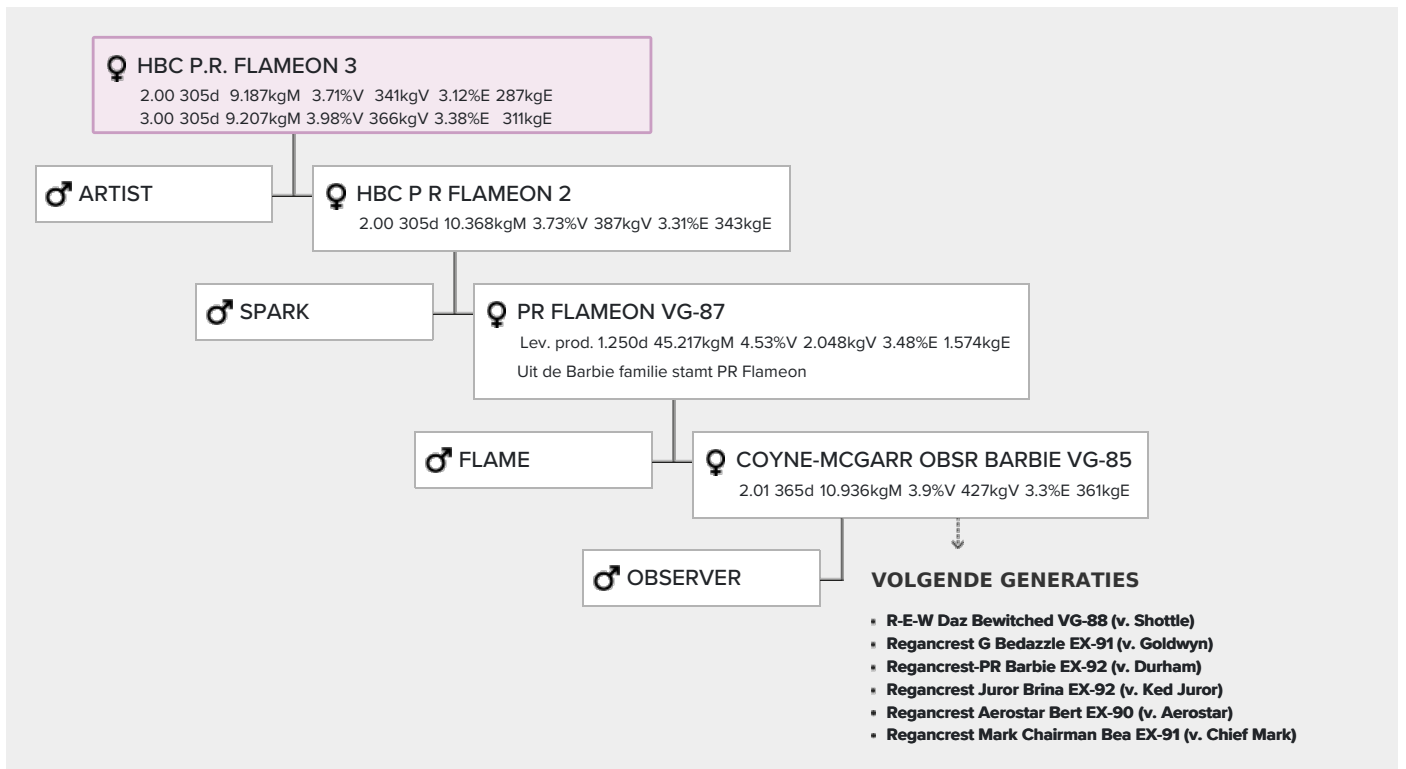 HBC P.R. FLAMEON 3
2.00 305d 9.187kgM 3.71%V 341kgV 3.12%E 287kgE
3.00 305d 9.207kgM 3.98%V 366kgV 3.38%E 311kgE
ARTIST
HBC P R FLAMEON 2
2.00 305d 10.368kgM 3.73%V 387kgV 3.31%E 343kgE
SPARK
PR FLAMEON VG-87
Lev. prod. 1.250d 45.217kgM 4.53%V 2.048kgV 3.48%E 1.574kgE
Uit de Barbie familie stamt PR Flameon
FLAME
COYNE-MCGARR OBSR BARBIE VG-85
2.01 365d 10.936kgM 3.9%V 427kgV 3.3%E 361kgE
OBSERVER
VOLGENDE GENERATIES
▪ R-E-W Daz Bewitched VG-88 (v. Shottle)
▪ Regancrest G Bedazzle EX-91 (v. Goldwyn)
▪ Regancrest-PR Barbie EX-92 (v. Durham)
▪ Regancrest Juror Brina EX-92 (v. Ked Juror)
▪ Regancrest Aerostar Bert EX-90 (v. Aerostar)
▪ Regancrest Mark Chairman Bea EX-91 (v. Chief Mark)